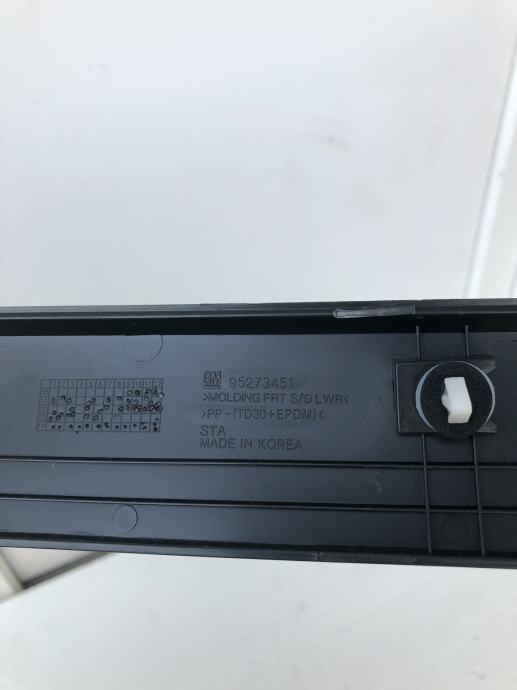 GM 95273451
>MOLDING FRT S/D LWR<
>PP-(TD30+EPDM)<
STA
MADE IN KOREA